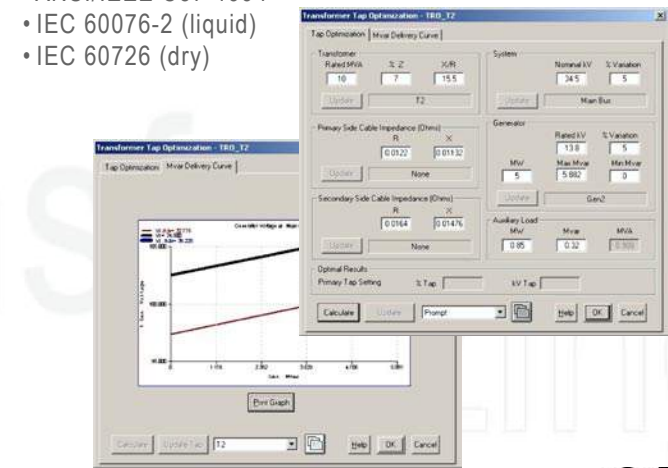 • IEC 60076-2 (liquid)
• IEC 60726 (dry)
Transformer Tap Optimization - TRO_T2
Tap Optimization
Mvar Delivery Curve
Transformer
Rated MVA % Z X/R
10 7 15.5
Update T2
System
Nominal kV % Variation
34.5 5
Update Main Bus
Primary Side Cable Impedance (Ohms)
R X
0.0122 0.01132
Update None
Generator
Rated kV % Variation
13.8 5
MW Max Mvar Min Mvar
5 5.682 0
Update Gen2
Secondary Side Cable Impedance (Ohms)
R X
0.0164 0.01476
Update None
Auxiliary Load
MW Mvar MVA
0.85 0.32 0.908
Optimal Results
Primary Tap Setting % Tap kV Tap
Calculate Update Prompt Help OK Cancel
Transformer Tap Optimization - TRO_T2
Tap Optimization
Mvar Delivery Curve
Generator Voltage
Print Graph
Calculate Update Tap T2 Help OK Cancel